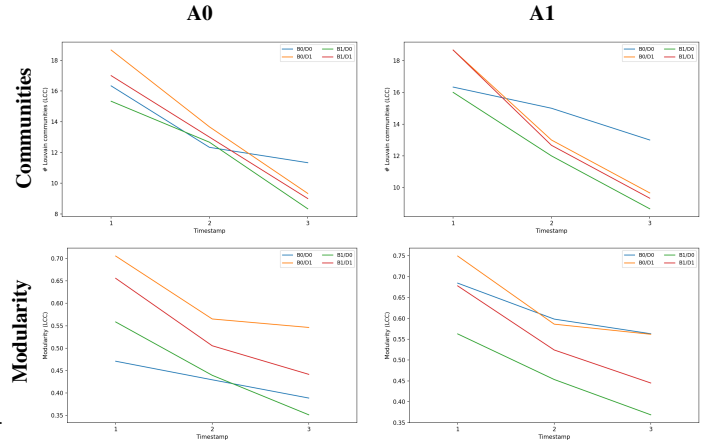 A0
A1
Communities
# Louvain communities (LCC)
18
16
14
12
10
8
1
2
3
Timestamp
B0/D0
B1/D0
B0/D1
B1/D1
# Louvain communities (LCC)
18
16
14
12
10
1
2
3
Timestamp
B0/D0
B1/D0
B0/D1
B1/D1
Modularity
Modularity (LCC)
0.70
0.65
0.60
0.55
0.50
0.45
0.40
0.35
1
2
3
Timestamp
B0/D0
B1/D0
B0/D1
B1/D1
Modularity (LCC)
0.75
0.70
0.65
0.60
0.55
0.50
0.45
0.40
0.35
1
2
3
Timestamp
B0/D0
B1/D0
B0/D1
B1/D1